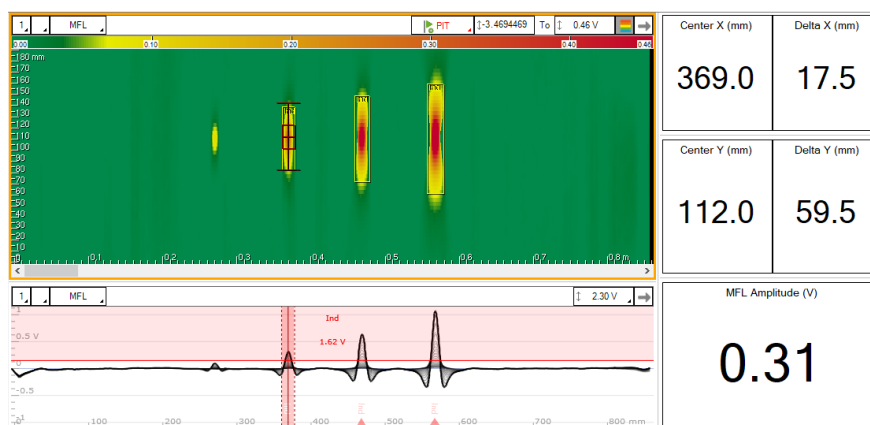 1 MFL PIT -3.4694469 To 0.46 V
0.00 0.10 0.20 0.30 0.40 0.46
180 mm
170
160
150
140
130
120
110
100
90
80
70
60
50
40
30
20
10
0 0,1 0,2 0,3 0,4 0,5 0,6 0,7 0,8 m
1 MFL 2.30 V
1
Ind
0.5 V
1.62 V
0
-0.5
-1
0 100 200 300 400 500 600 700 800 mm
Center X (mm) Delta X (mm)
369.0 17.5
Center Y (mm) Delta Y (mm)
112.0 59.5
MFL Amplitude (V)
0.31